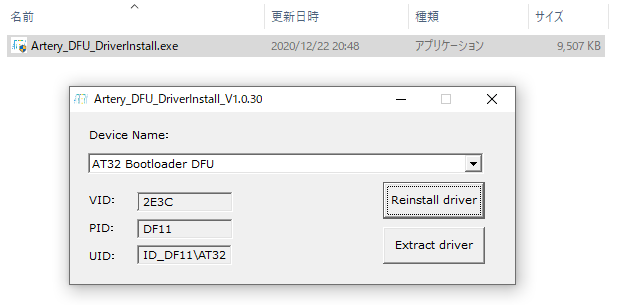 名前 更新日時 種類 サイズ
Artery_DFU_DriverInstall.exe 2020/12/22 20:48 アプリケーション 9,507 KB
Artery_DFU_DriverInstall_V1.0.30
Device Name:
AT32 Bootloader DFU
VID: 2E3C Reinstall driver
PID: DF11
UID: ID_DF11\AT32 Extract driver